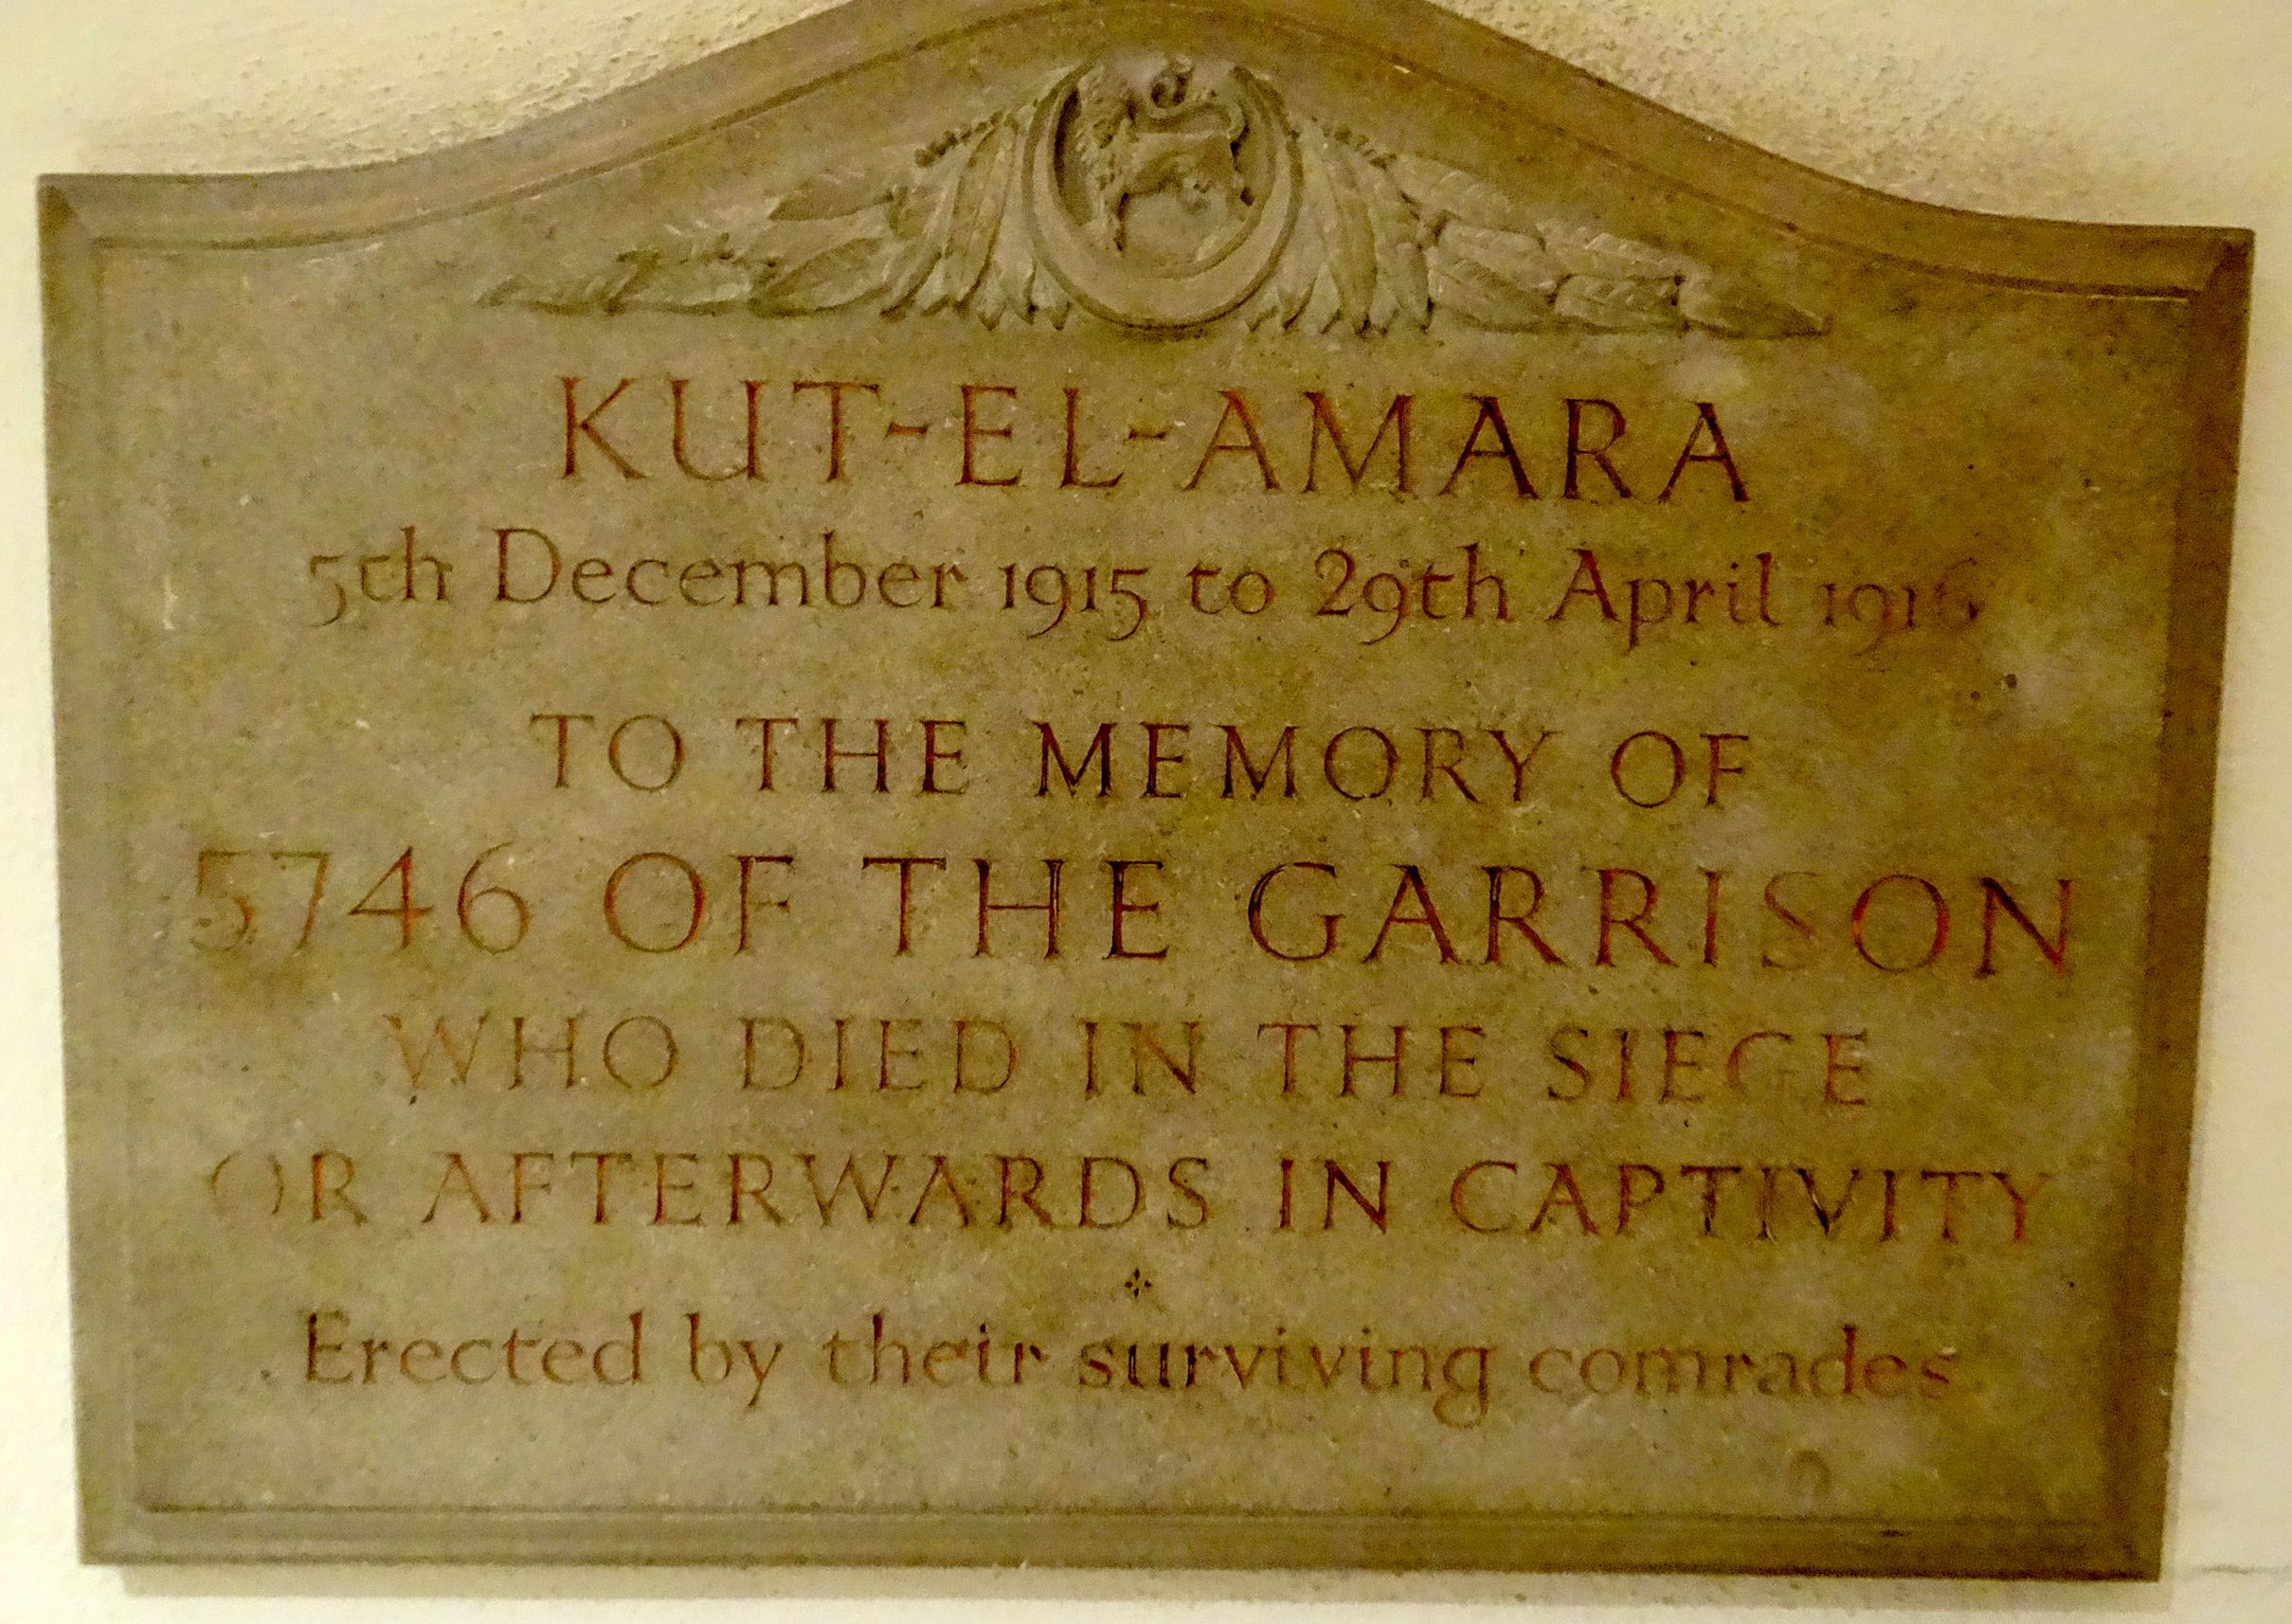 KUT-EL-AMARA
5th December 1915 to 29th April 1916
TO THE MEMORY OF
5746 OF THE GARRISON
WHO DIED IN THE SIEGE
OR AFTERWARDS IN CAPTIVITY
Erected by their surviving comrades